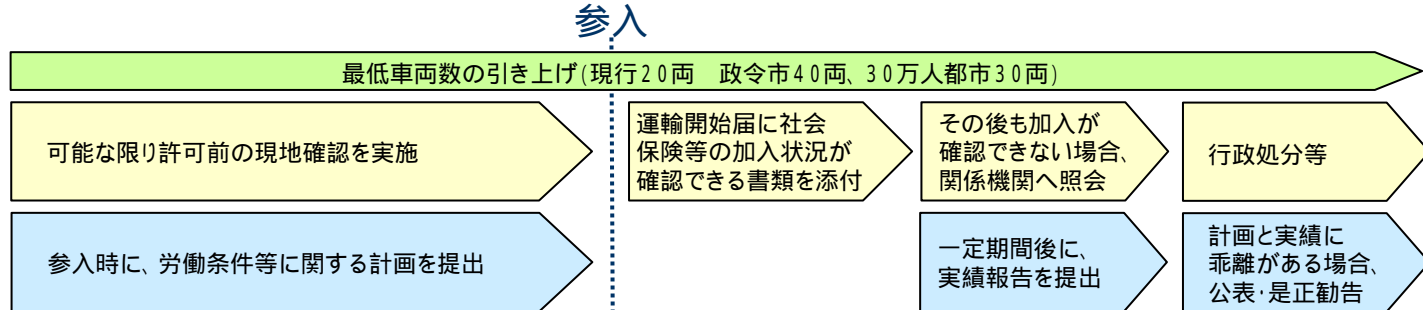 参入
最低車両数の引き上げ(現行20両　政令市40両、30万人都市30両)
可能な限り許可前の現地確認を実施
運輸開始届に社会
保険等の加入状況が
確認できる書類を添付
その後も加入が
確認できない場合、
関係機関へ照会
行政処分等
参入時に、労働条件等に関する計画を提出
一定期間後に、
実績報告を提出
計画と実績に
乖離がある場合、
公表・是正勧告